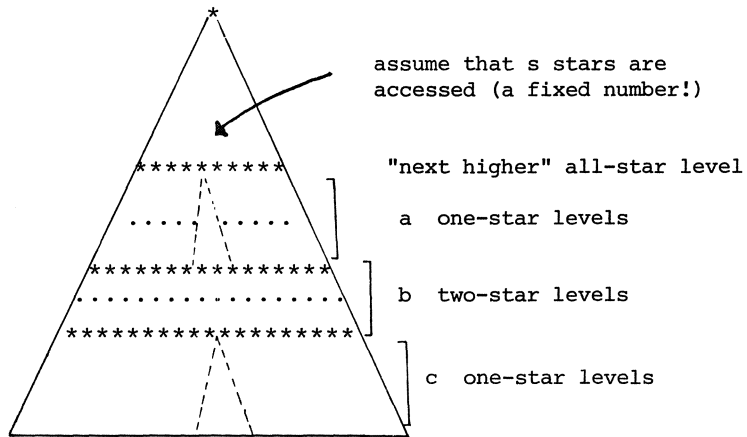 *
assume that s stars are
accessed (a fixed number!)
********** "next higher" all-star level
a one-star levels
****************
b two-star levels
*******************
c one-star levels